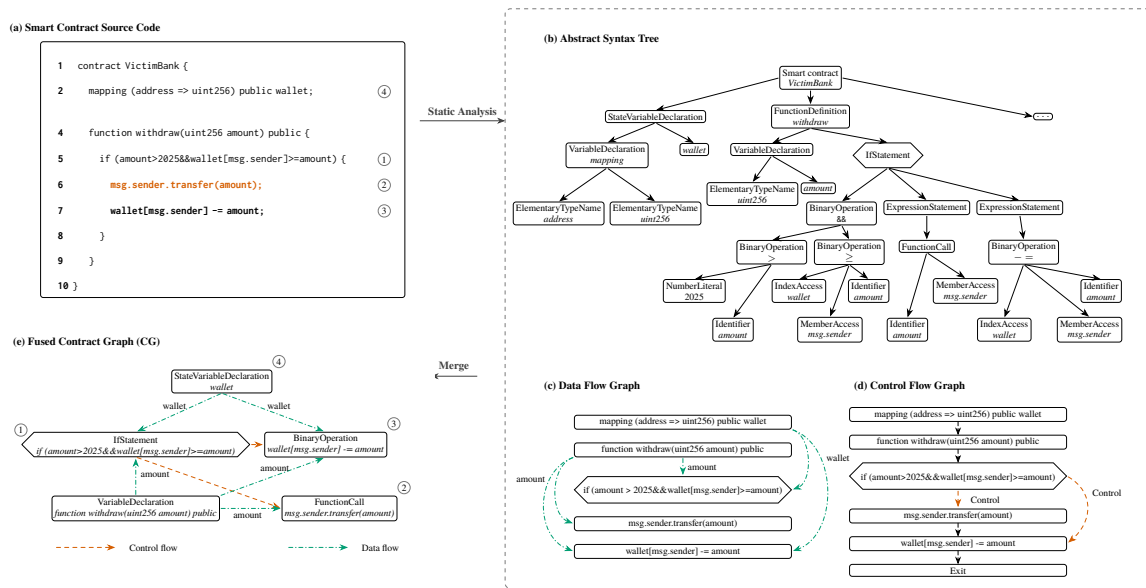 (a) Smart Contract Source Code
1 contract VictimBank {
2 mapping (address => uint256) public wallet; ④
4 function withdraw(uint256 amount) public {
5 if (amount>2025&&wallet[msg.sender]>=amount) { ①
6 msg.sender.transfer(amount); ②
7 wallet[msg.sender] -= amount; ③
8 }
9 }
10 }
Static Analysis
(b) Abstract Syntax Tree
Smart contract
VictimBank
StateVariableDeclaration
FunctionDefinition
withdraw
...
VariableDeclaration
mapping
wallet
VariableDeclaration
IfStatement
ElementaryTypeName
address
ElementaryTypeName
uint256
ElementaryTypeName
uint256
amount
BinaryOperation
&&
ExpressionStatement
ExpressionStatement
BinaryOperation
>
BinaryOperation
≥
FunctionCall
BinaryOperation
− =
NumberLiteral
2025
IndexAccess
wallet
Identifier
amount
MemberAccess
msg.sender
Identifier
amount
Identifier
amount
MemberAccess
msg.sender
Identifier
amount
IndexAccess
wallet
MemberAccess
msg.sender
Merge
(e) Fused Contract Graph (CG)
④
StateVariableDeclaration
wallet
wallet
wallet
①
IfStatement
if (amount>2025&&wallet[msg.sender]>=amount)
③
BinaryOperation
wallet[msg.sender] -= amount
amount
amount
VariableDeclaration
function withdraw(uint256 amount) public
amount
②
FunctionCall
msg.sender.transfer(amount)
Control flow
Data flow
(c) Data Flow Graph
mapping (address => uint256) public wallet
function withdraw(uint256 amount) public
amount
wallet
amount
if (amount > 2025&&wallet[msg.sender]>=amount)
msg.sender.transfer(amount)
wallet[msg.sender] -= amount
(d) Control Flow Graph
mapping (address => uint256) public wallet
function withdraw(uint256 amount) public
if (amount>2025&&wallet[msg.sender]>=amount)
Control
Control
msg.sender.transfer(amount)
wallet[msg.sender] -= amount
Exit